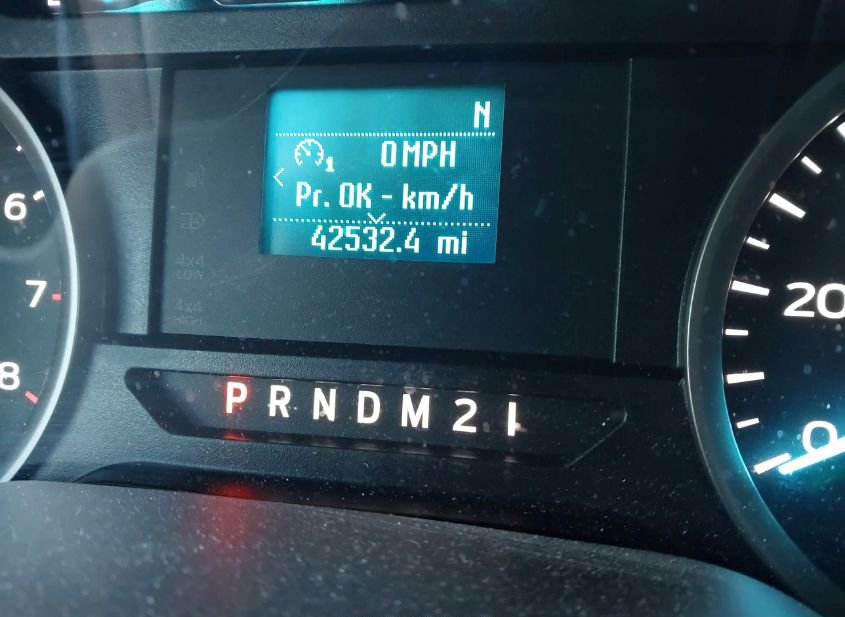 N
1 0 MPH
Pr. OK - km/h
42532.4 mi
4x4
LOW
4x4
HIGH
P R N D M 2 1
6
7
8
20
0